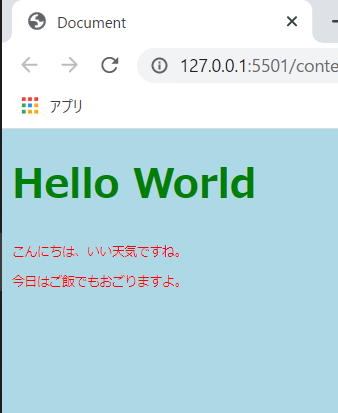 Document
127.0.0.1:5501/conte
アプリ
Hello World
こんにちは、いい天気ですね。
今日はご飯でもおごりますよ。